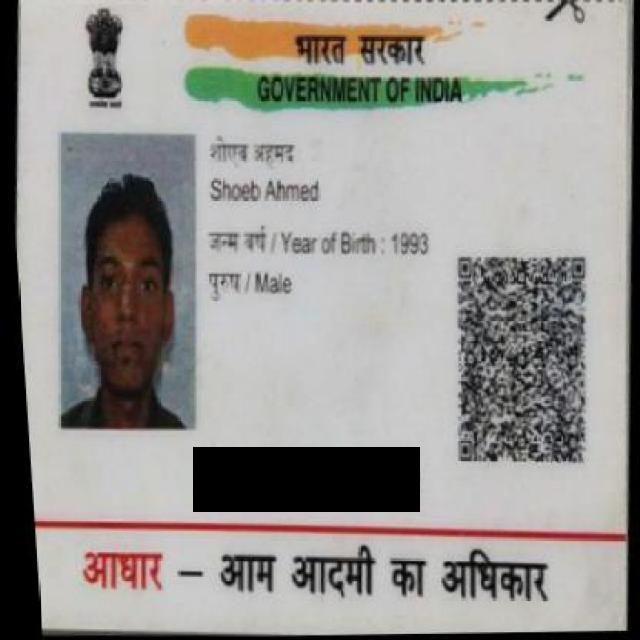 भारत सरकार
GOVERNMENT OF INDIA
शोएब अहमद
Shoeb Ahmed
जन्म वर्ष / Year of Birth : 1993
पुरुष / Male
आधार – आम आदमी का अधिकार